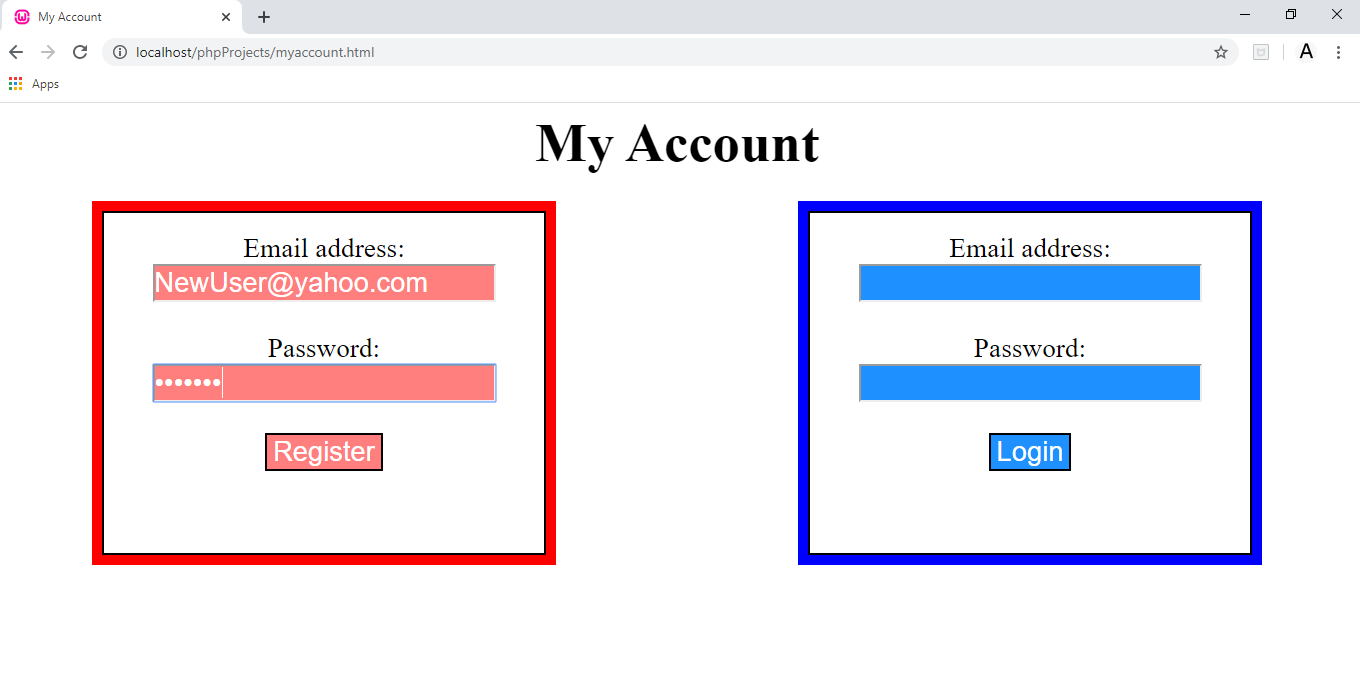 My Account
localhost/phpProjects/myaccount.html
A
Apps
My Account
Email address:
NewUser@yahoo.com
Password:
•••••••
Register
Email address:
Password:
Login